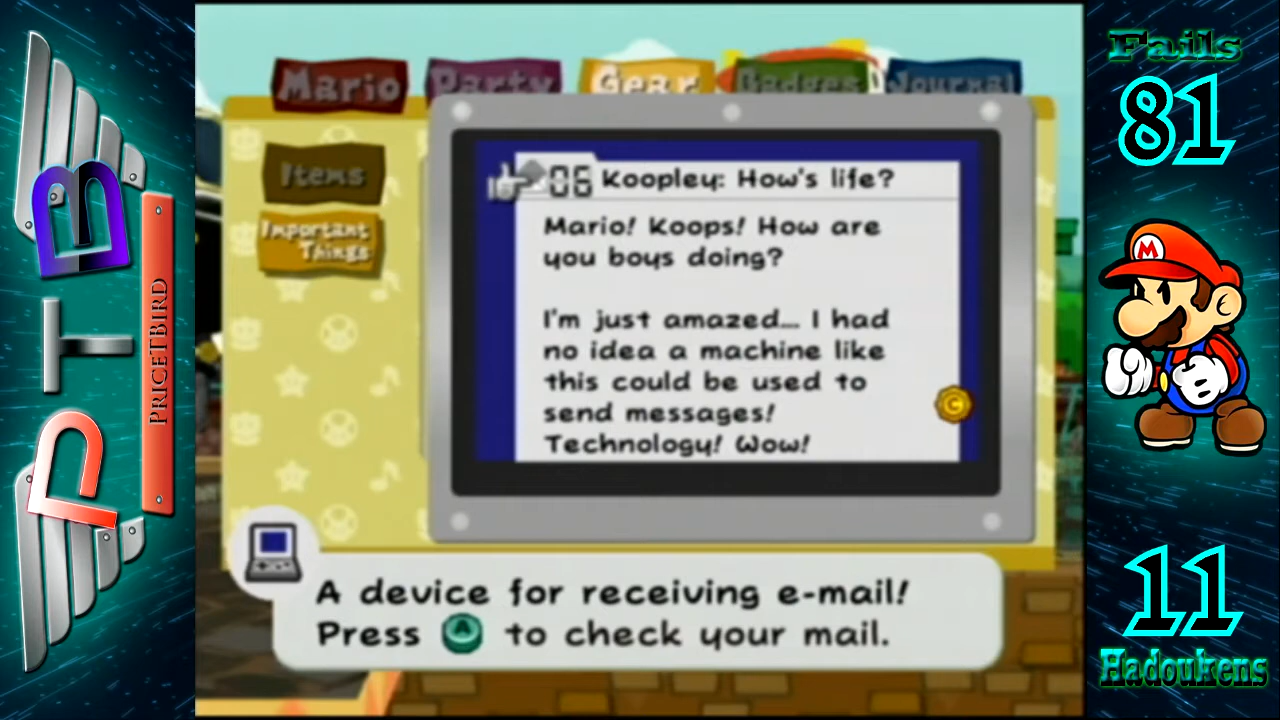 PTB
PRICETBIRD
Mario
Party
Gear
Badges
Journal
Items
Important
Things
06 Koopley: How's life?
Mario! Koops! How are
you boys doing?
I'm just amazed... I had
no idea a machine like
this could be used to
send messages!
Technology! Wow!
A device for receiving e-mail!
Press A to check your mail.
Fails
81
M
11
Hadoukens